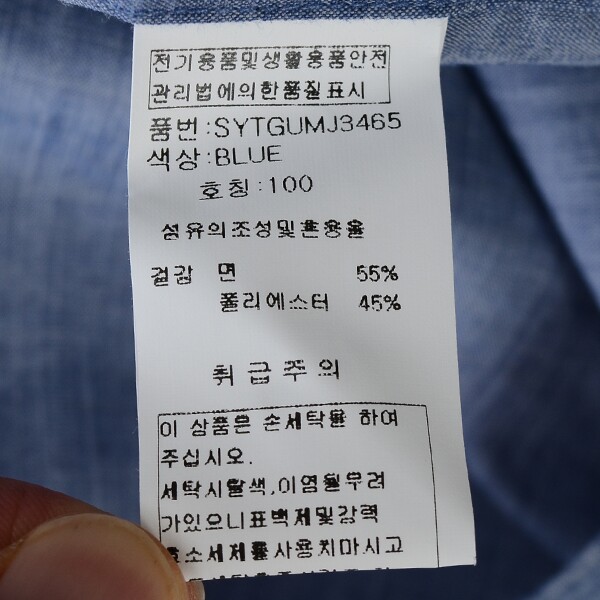 전기용품및생활용품안전
관리법에의한품질표시
품번:SYTGUMJ3465
색상:BLUE
호칭:100
섬유의조성및혼용율
겉감 면 55%
폴리에스터 45%
취급주의
이 상품은 손세탁을 하여
주십시오.
세탁시탈색,이염될우려
가있으니표백제및강력
효소세제를사용치마시고